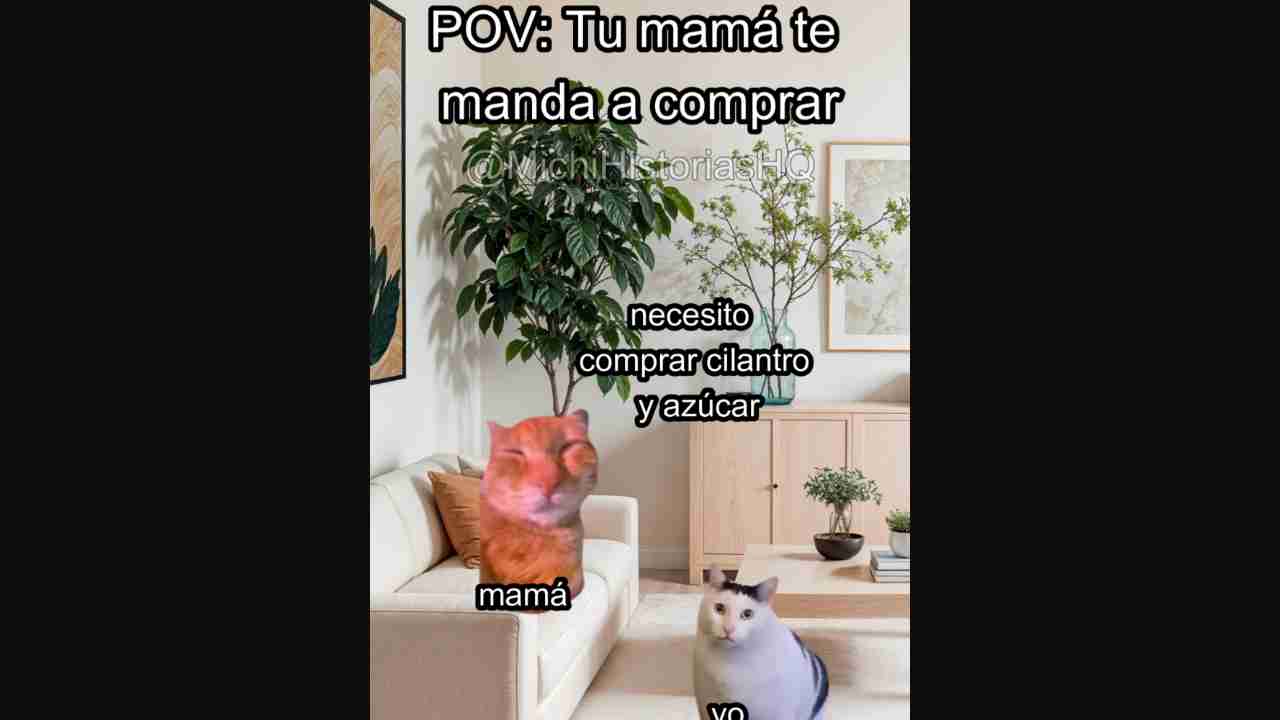 POV: Tu mamá te
manda a comprar
@MichiHistoriasHQ
necesito
comprar cilantro
y azúcar
mamá
yo